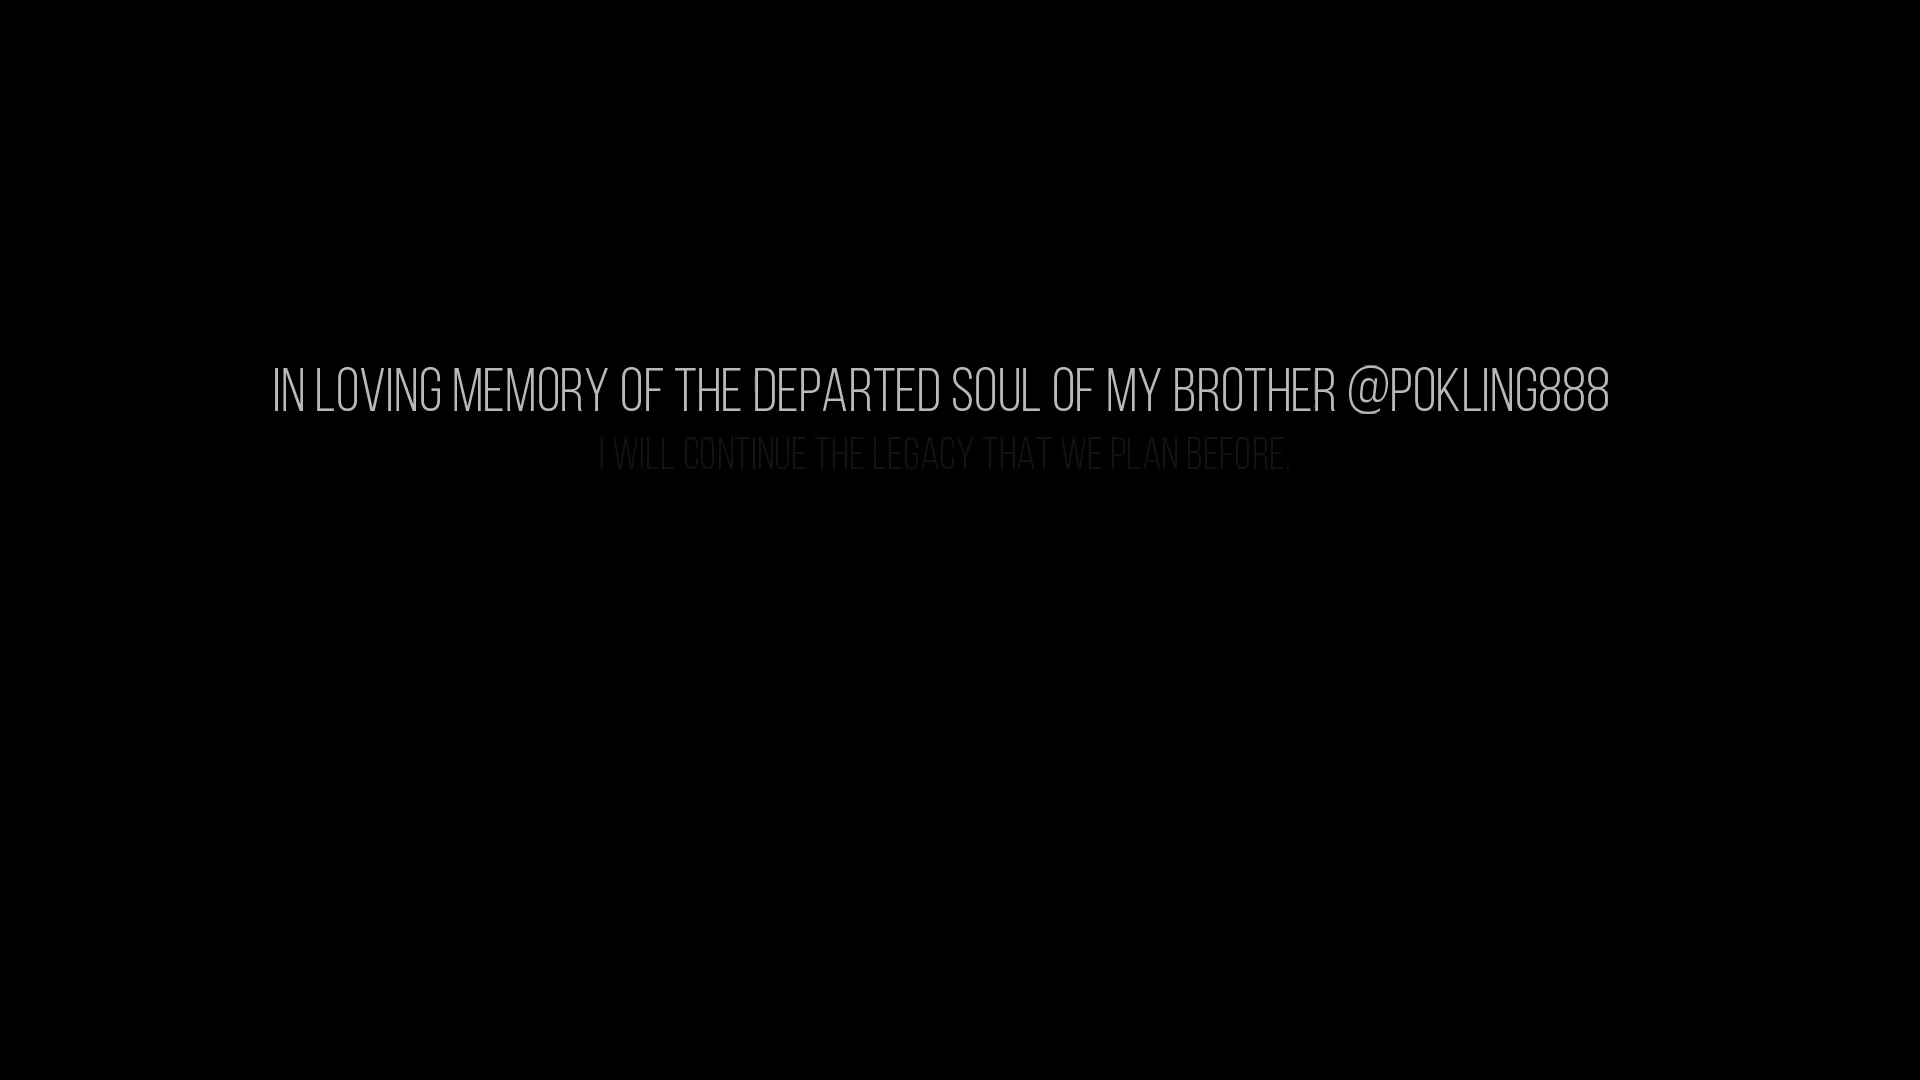 IN LOVING MEMORY OF THE DEPARTED SOUL OF MY BROTHER @POKLING888
I WILL CONTINUE THE LEGACY THAT WE PLAN BEFORE.